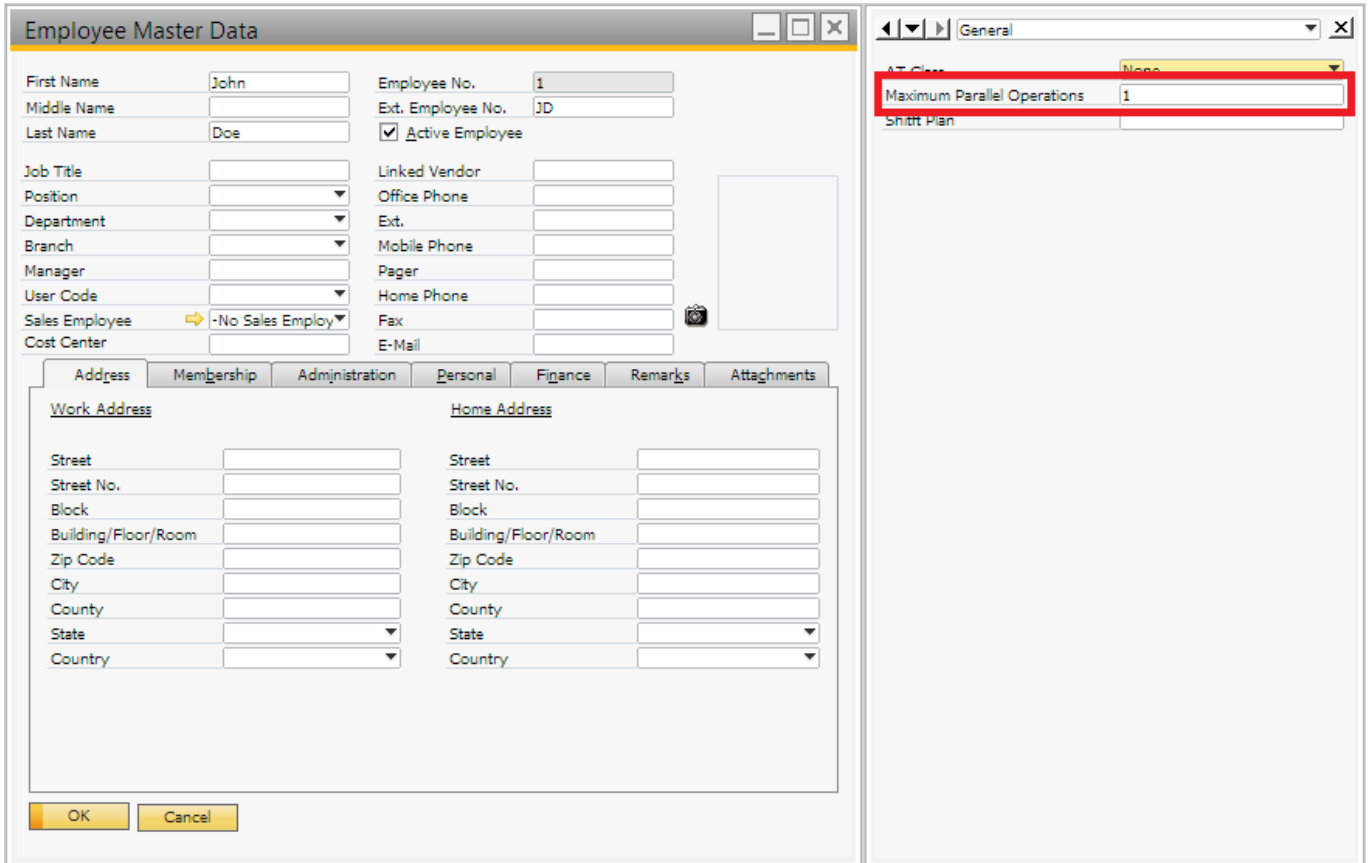 Employee Master Data
General
First Name John Employee No. 1
Middle Name Ext. Employee No. JD
Last Name Doe Active Employee
Job Title Linked Vendor
Position Office Phone
Department Ext.
Branch Mobile Phone
Manager Pager
User Code Home Phone
Sales Employee -No Sales Employ Fax
Cost Center E-Mail
Address Membership Administration Personal Finance Remarks Attachments
Work Address Home Address
Street Street
Street No. Street No.
Block Block
Building/Floor/Room Building/Floor/Room
Zip Code Zip Code
City City
County County
State State
Country Country
OK Cancel
AT Class None
Maximum Parallel Operations 1
Shitft Plan